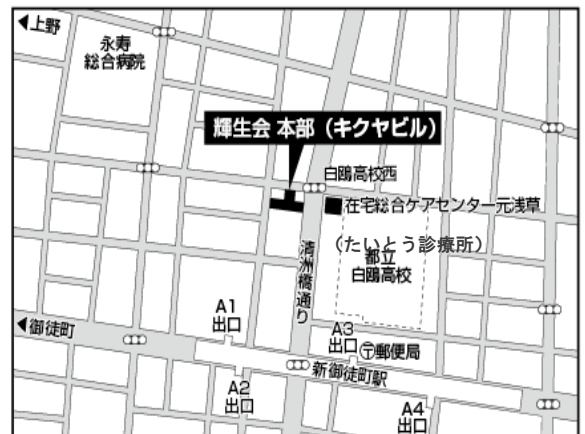 ◀上野
永寿
総合病院
輝生会 本部（キクヤビル）
白鴎高校西
在宅総合ケアセンター元浅草
（たいとう診療所）
都立
白鴎高校
清洲橋通り
A1
出口
◀御徒町
A3
出口
〒郵便局
新御徒町駅
A2
出口
A4
出口